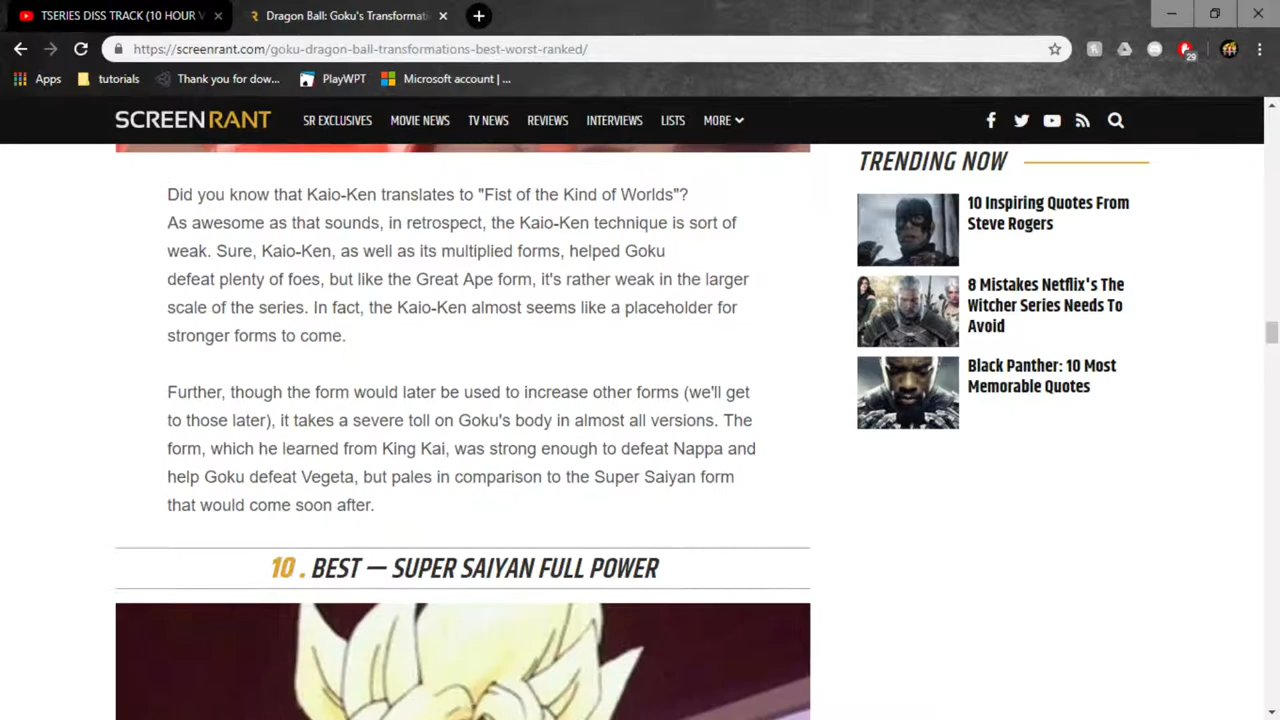 TSERIES DISS TRACK (10 HOUR V
Dragon Ball: Goku's Transformati
https://screenrant.com/goku-dragon-ball-transformations-best-worst-ranked/
29
Apps
tutorials
Thank you for dow...
PlayWPT
Microsoft account | ...
SCREENRANT
SR EXCLUSIVES
MOVIE NEWS
TV NEWS
REVIEWS
INTERVIEWS
LISTS
MORE
Did you know that Kaio-Ken translates to "Fist of the Kind of Worlds"?
As awesome as that sounds, in retrospect, the Kaio-Ken technique is sort of
weak. Sure, Kaio-Ken, as well as its multiplied forms, helped Goku
defeat plenty of foes, but like the Great Ape form, it's rather weak in the larger
scale of the series. In fact, the Kaio-Ken almost seems like a placeholder for
stronger forms to come.
Further, though the form would later be used to increase other forms (we'll get
to those later), it takes a severe toll on Goku's body in almost all versions. The
form, which he learned from King Kai, was strong enough to defeat Nappa and
help Goku defeat Vegeta, but pales in comparison to the Super Saiyan form
that would come soon after.
10 . BEST — SUPER SAIYAN FULL POWER
TRENDING NOW
10 Inspiring Quotes From
Steve Rogers
8 Mistakes Netflix's The
Witcher Series Needs To
Avoid
Black Panther: 10 Most
Memorable Quotes